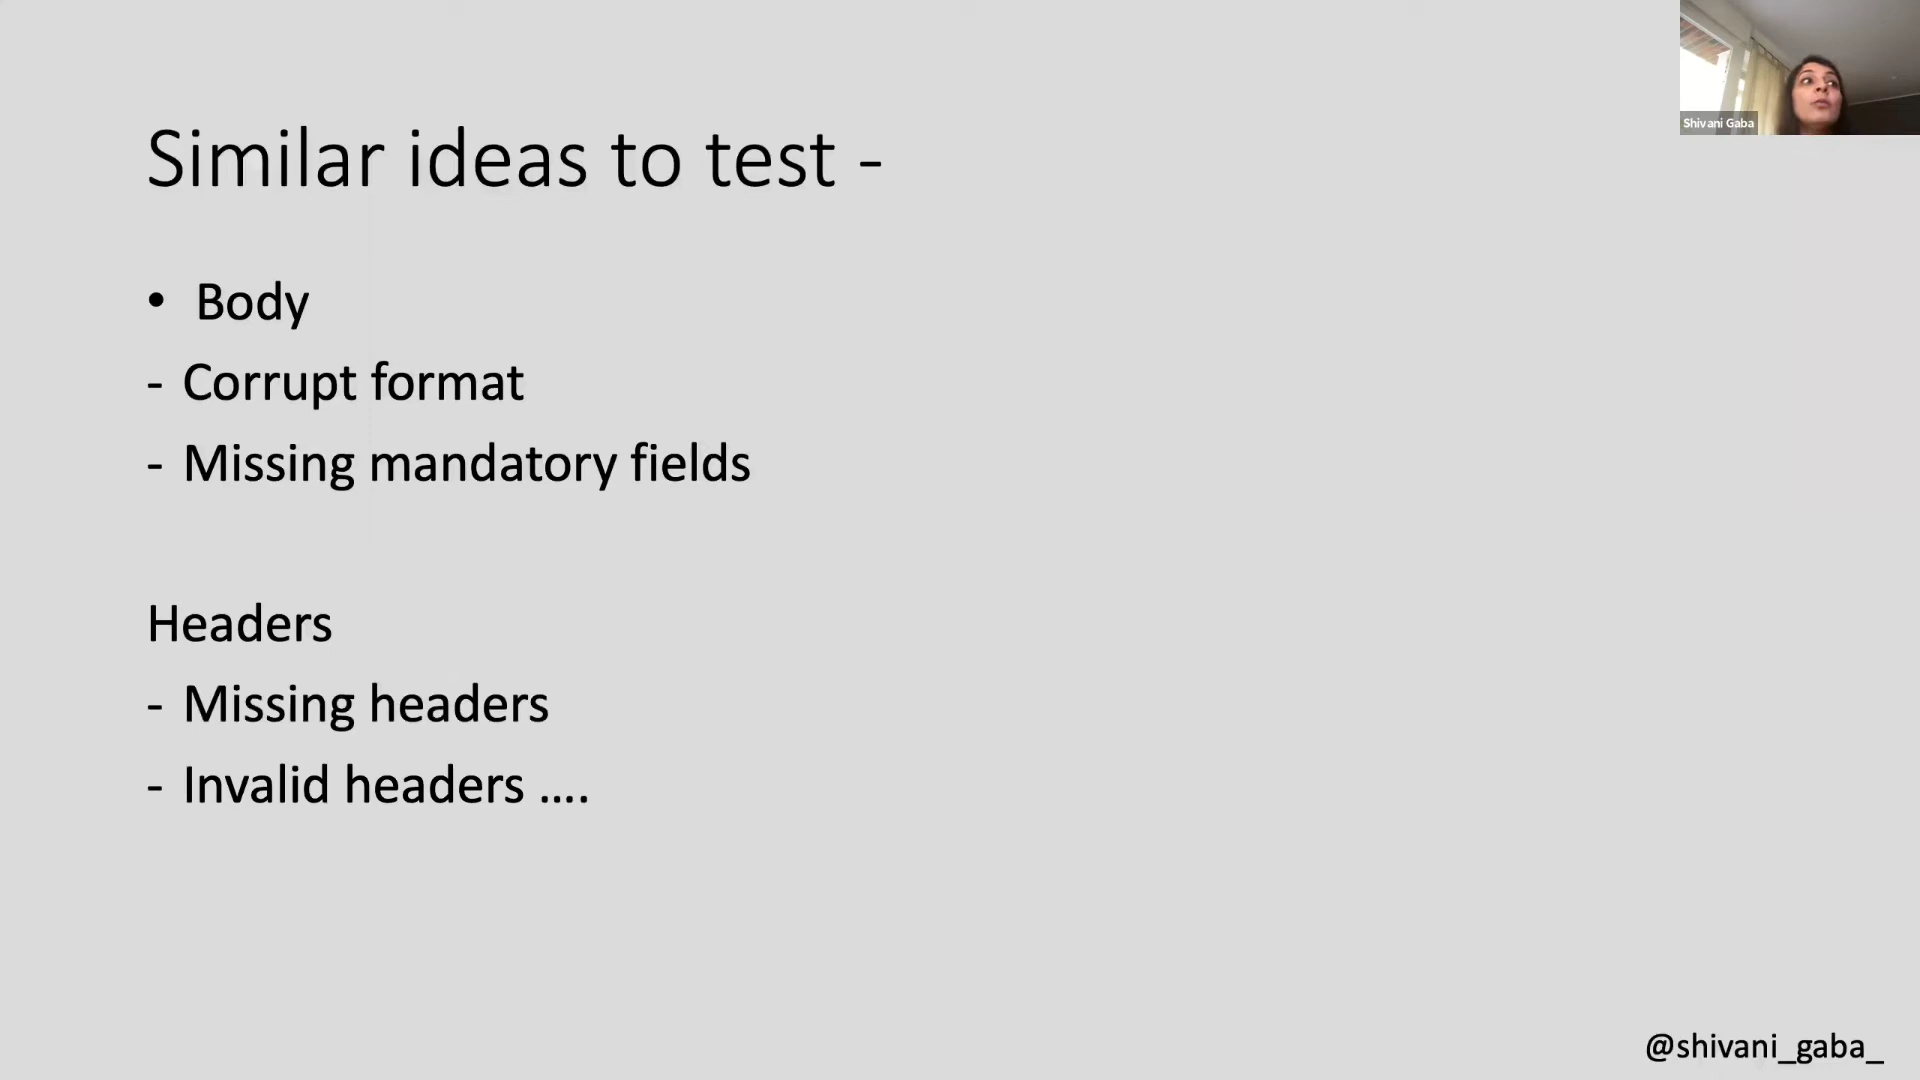 Similar ideas to test -
• Body
- Corrupt format
- Missing mandatory fields
Headers
- Missing headers
- Invalid headers ....
Shivani Gaba
@shivani_gaba_